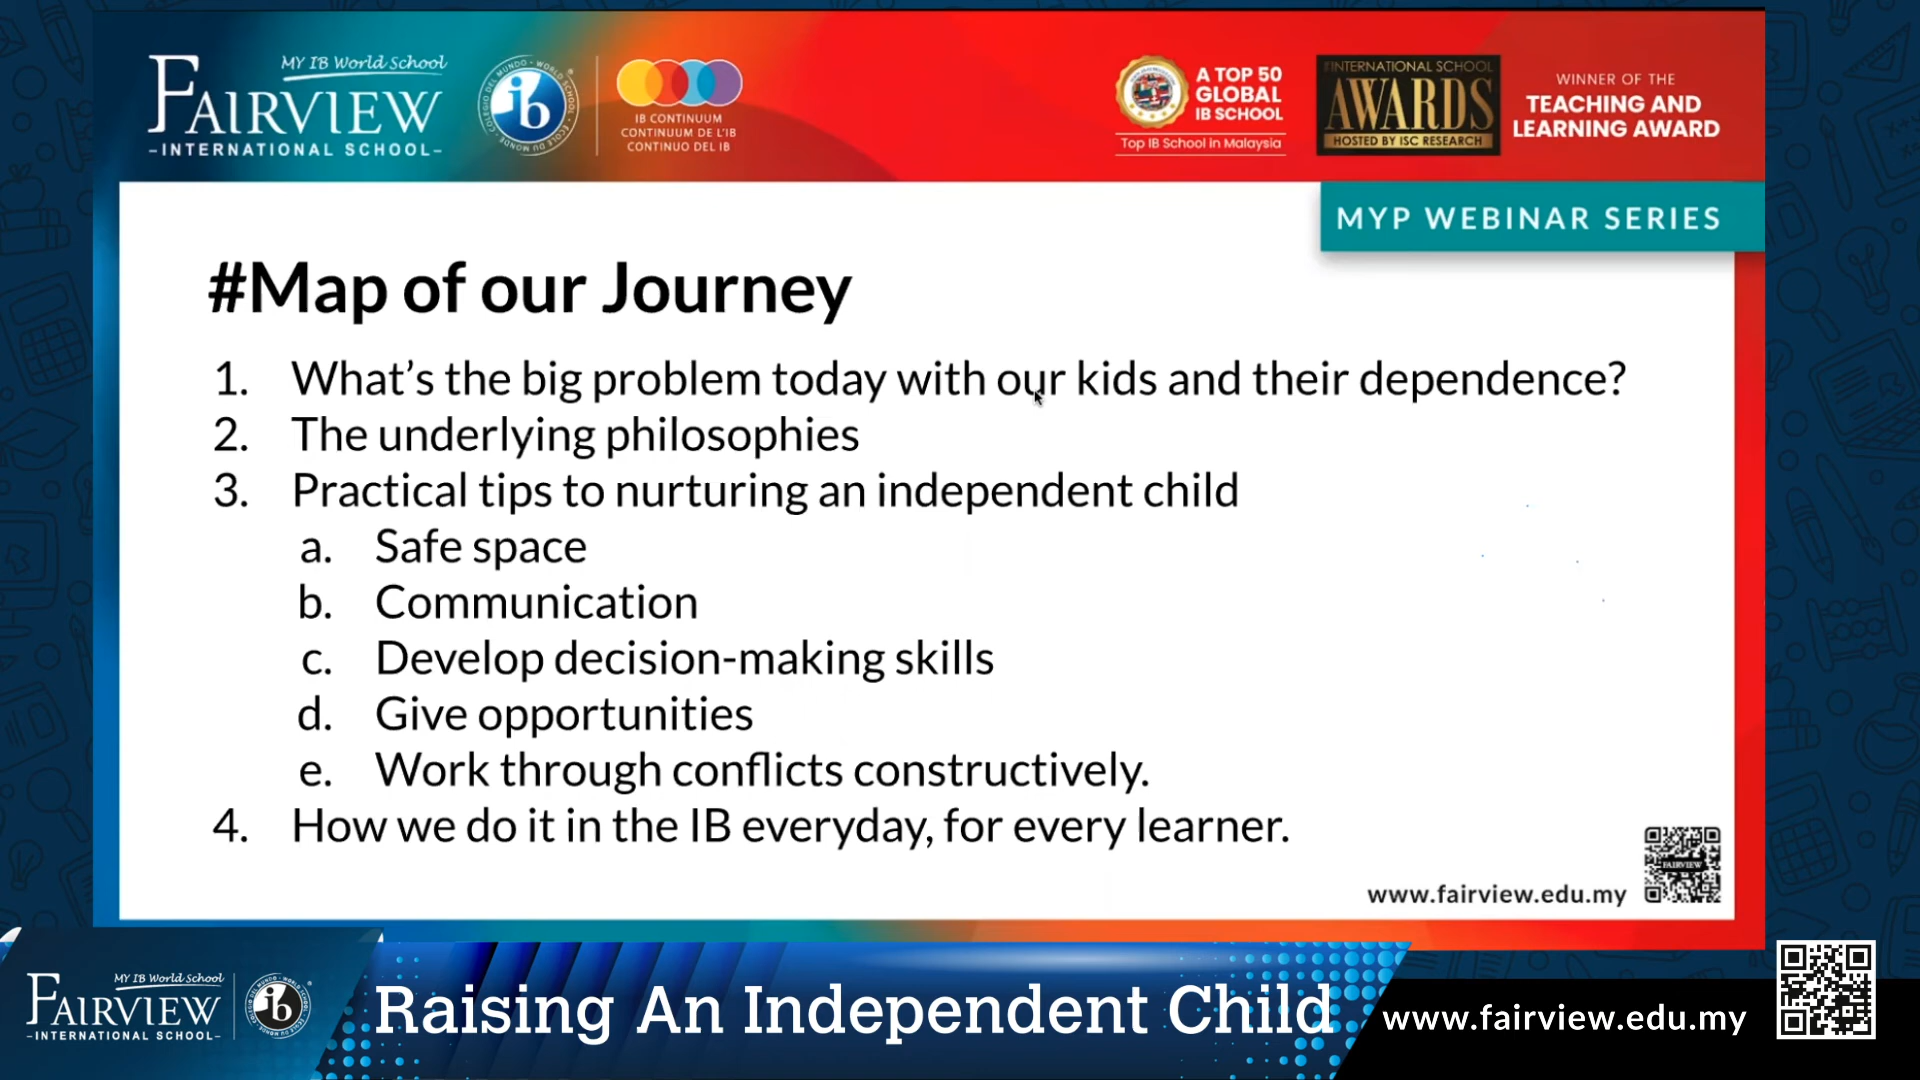 MY IB World School
FAIRVIEW
-INTERNATIONAL SCHOOL-
ib
IB CONTINUUM
CONTINUUM DE L'IB
CONTINUO DEL IB
A TOP 50
GLOBAL
IB SCHOOL
Top IB School in Malaysia
INTERNATIONAL SCHOOL
AWARDS
HOSTED BY ISC RESEARCH
WINNER OF THE
TEACHING AND
LEARNING AWARD
MYP WEBINAR SERIES
#Map of our Journey
1. What's the big problem today with our kids and their dependence?
2. The underlying philosophies
3. Practical tips to nurturing an independent child
a. Safe space
b. Communication
c. Develop decision-making skills
d. Give opportunities
e. Work through conflicts constructively.
4. How we do it in the IB everyday, for every learner.
FAIRVIEW
www.fairview.edu.my
MY IB World School
FAIRVIEW
-INTERNATIONAL SCHOOL-
ib
Raising An Independent Child
www.fairview.edu.my